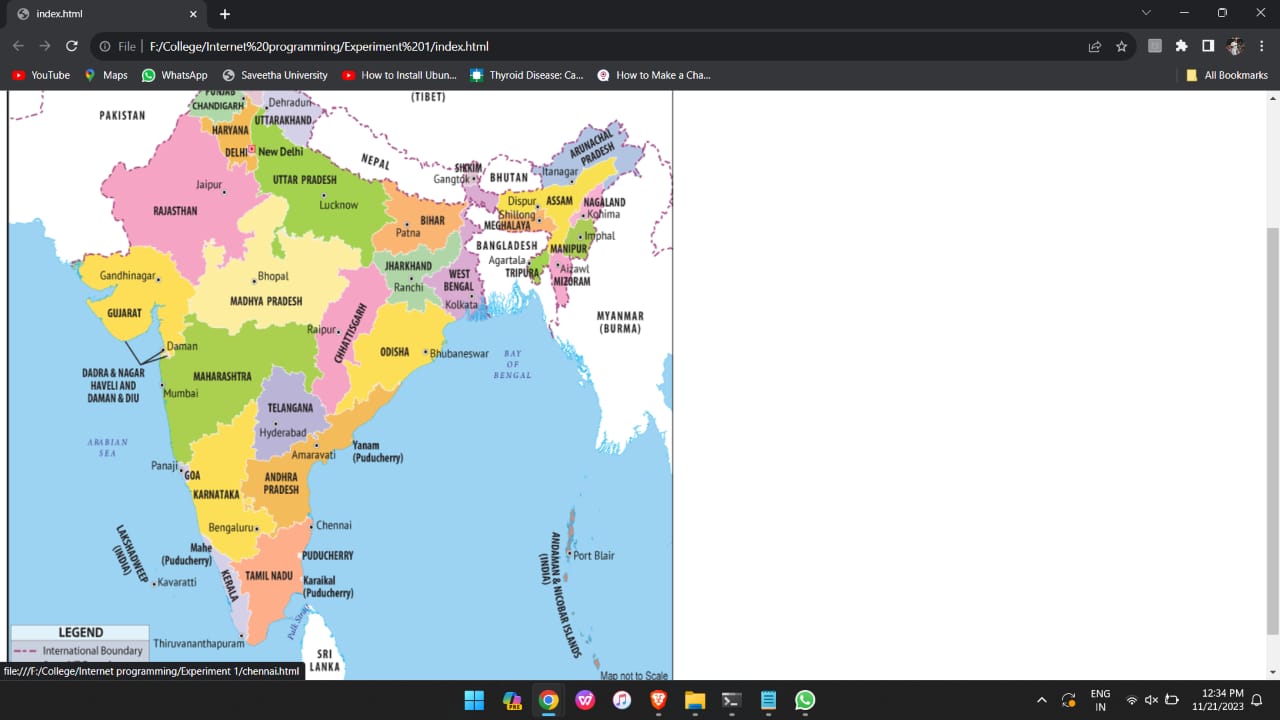 index.html
File
F:/College/Internet%20programming/Experiment%201/index.html
YouTube
Maps
WhatsApp
Saveetha University
How to Install Ubun...
Thyroid Disease: Ca...
How to Make a Cha...
All Bookmarks
(TIBET)
PUNJAB
CHANDIGARH
Dehradun
PAKISTAN
UTTARAKHAND
HARYANA
DELHI
New Delhi
NEPAL
ARUNACHAL
PRADESH
SIKKIM
Gangtok
BHUTAN
Itanagar
Jaipur
UTTAR PRADESH
Lucknow
RAJASTHAN
BIHAR
Patna
Dispur
ASSAM
NAGALAND
Shillong
Kohima
MEGHALAYA
Imphal
BANGLADESH
MANIPUR
Agartala
TRIPURA
Aizawl
MIZORAM
Gandhinagar
Bhopal
JHARKHAND
Ranchi
WEST
BENGAL
Kolkata
MADHYA PRADESH
GUJARAT
MYANMAR
(BURMA)
Raipur
CHHATTISGARH
Daman
ODISHA
Bhubaneswar
BAY
OF
BENGAL
DADRA & NAGAR
HAVELI AND
DAMAN & DIU
MAHARASHTRA
Mumbai
TELANGANA
Hyderabad
ARABIAN
SEA
Yanam
(Puducherry)
Amaravati
Panaji
GOA
ANDHRA
PRADESH
KARNATAKA
Bengaluru
Chennai
LAKSHADWEEP
(INDIA)
Mahe
(Puducherry)
PUDUCHERRY
ANDAMAN & NICOBAR ISLANDS
(INDIA)
Port Blair
Kavaratti
KERALA
TAMIL NADU
Karaikal
(Puducherry)
Palk Strait
LEGEND
International Boundary
Thiruvananthapuram
SRI
LANKA
Map not to Scale
file:///F:/College/Internet programming/Experiment 1/chennai.html
ENG
IN
12:34 PM
11/21/2023